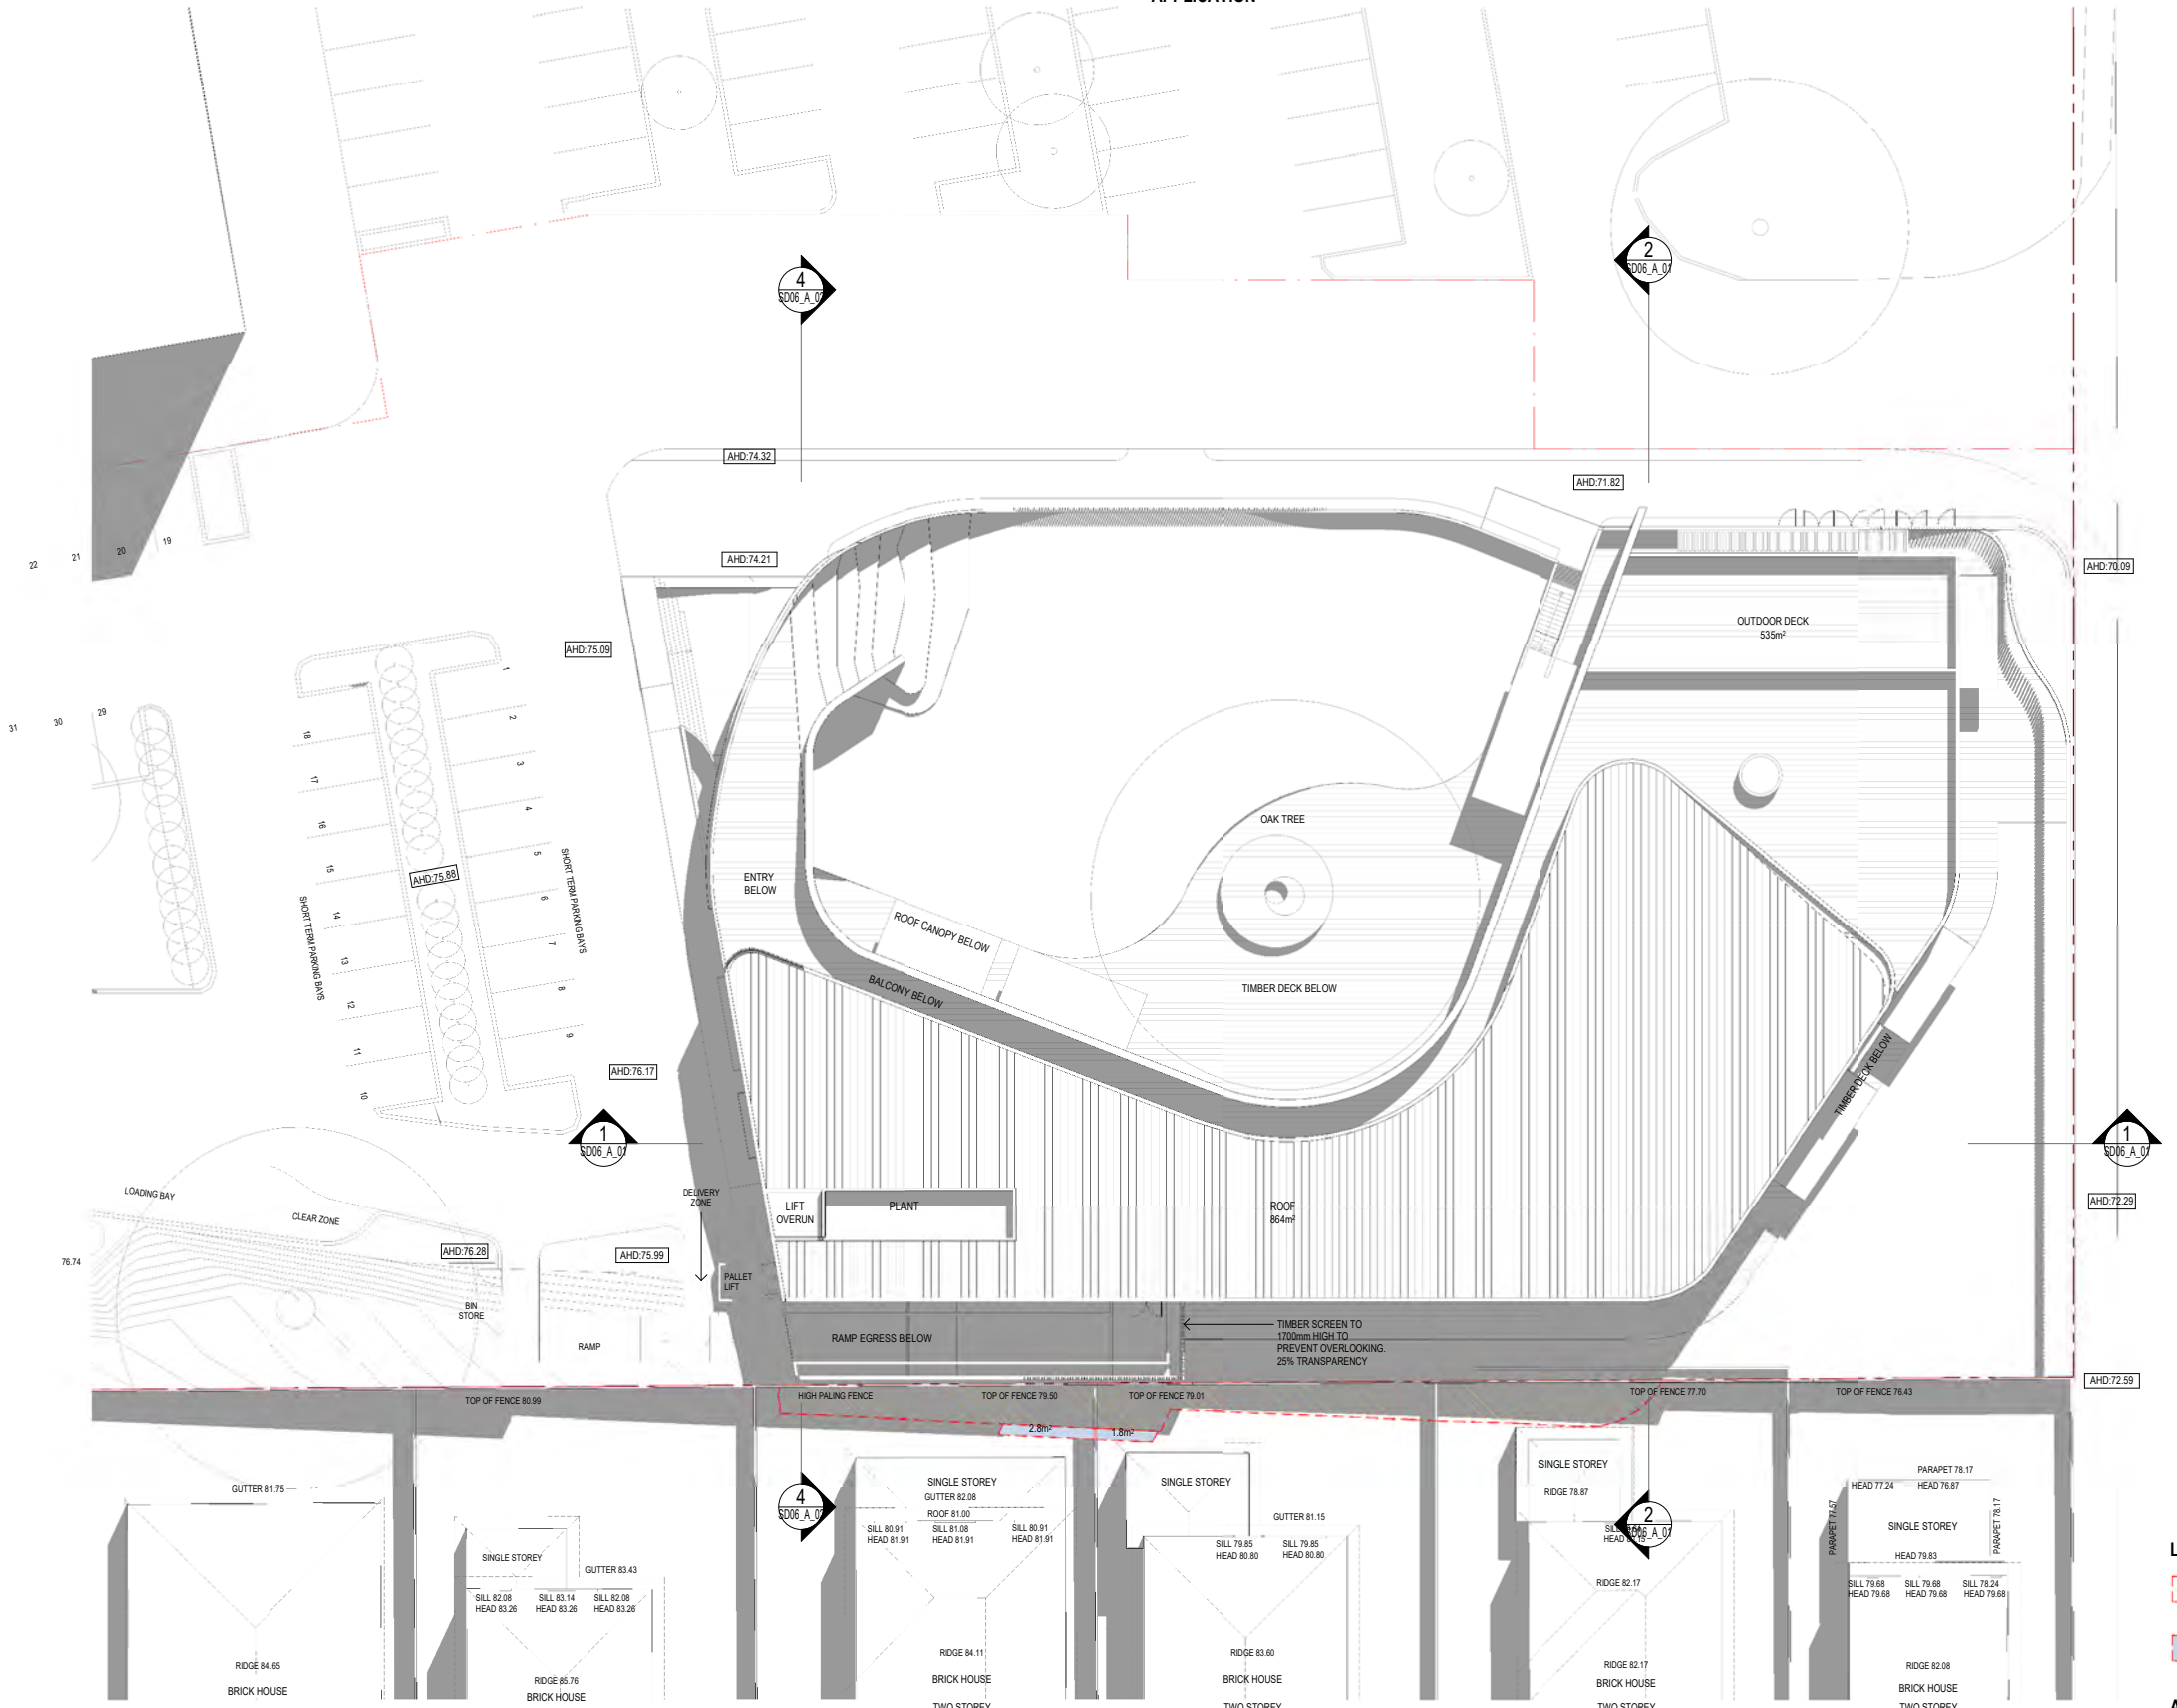 APPLICATION
4
SD06_A_02
2
SD06_A_01
AHD:74.32
AHD:71.82
22
21
20
19
AHD:74.21
AHD:70.09
OUTDOOR DECK
535m²
AHD:75.09
31
30
29
18
17
16
15
14
13
12
11
10
1
2
3
4
5
6
7
8
9
SHORT TERM PARKING BAYS
SHORT TERM PARKING BAYS
AHD:75.88
OAK TREE
ENTRY
BELOW
ROOF CANOPY BELOW
BALCONY BELOW
TIMBER DECK BELOW
TIMBER DECK BELOW
AHD:76.17
1
SD06_A_01
1
SD06_A_01
LOADING BAY
CLEAR ZONE
DELIVERY
ZONE
LIFT
OVERUN
PLANT
ROOF
864m²
AHD:72.29
AHD:76.28
AHD:75.99
76.74
PALLET
LIFT
BIN
STORE
RAMP
RAMP EGRESS BELOW
TIMBER SCREEN TO
1700mm HIGH TO
PREVENT OVERLOOKING.
25% TRANSPARENCY
AHD:72.59
TOP OF FENCE 80.99
HIGH PALING FENCE
TOP OF FENCE 79.50
TOP OF FENCE 79.01
TOP OF FENCE 77.70
TOP OF FENCE 76.43
2.8m²
1.8m²
GUTTER 81.75
RIDGE 84.65
BRICK HOUSE
SINGLE STOREY
GUTTER 83.43
SILL 82.08
HEAD 83.26
SILL 83.14
HEAD 83.26
SILL 82.08
HEAD 83.26
RIDGE 85.76
BRICK HOUSE
4
SD06_A_02
SINGLE STOREY
GUTTER 82.08
ROOF 81.00
SILL 80.91
HEAD 81.91
SILL 81.08
HEAD 81.91
SILL 80.91
HEAD 81.91
RIDGE 84.11
BRICK HOUSE
TWO STOREY
SINGLE STOREY
GUTTER 81.15
SILL 79.85
HEAD 80.80
SILL 79.85
HEAD 80.80
RIDGE 83.60
BRICK HOUSE
TWO STOREY
SINGLE STOREY
RIDGE 78.87
2
SD06_A_01
RIDGE 82.17
RIDGE 82.17
BRICK HOUSE
TWO STOREY
PARAPET 78.17
HEAD 77.24
HEAD 76.87
PARAPET 77.57
SINGLE STOREY
PARAPET 78.17
HEAD 79.83
SILL 79.68
HEAD 79.68
SILL 79.68
HEAD 79.68
SILL 78.24
HEAD 79.68
RIDGE 82.08
BRICK HOUSE
TWO STOREY